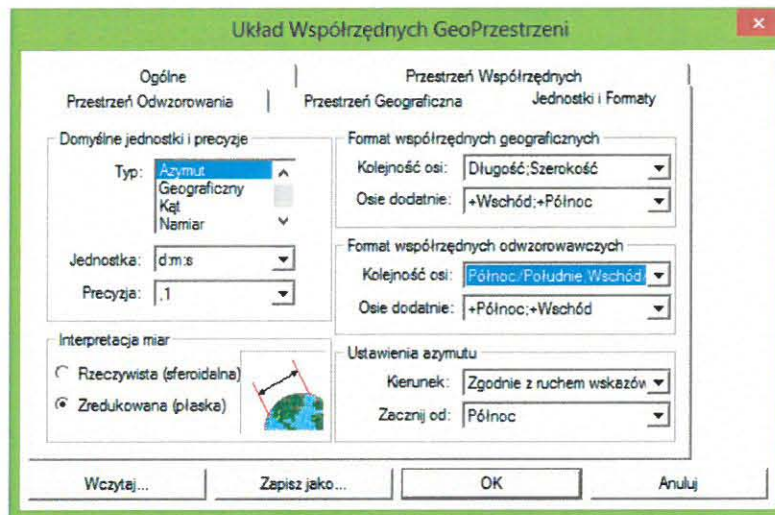 Układ Współrzędnych GeoPrzestrzeni
Ogólne
Przestrzeń Współrzędnych
Przestrzeń Odwzorowania
Przestrzeń Geograficzna
Jednostki i Formaty
Domyślne jednostki i precyzje
Typ:
Azymut
Geograficzny
Kąt
Namiar
Jednostka: d:m:s
Precyzja: ,1
Interpretacja miar
Rzeczywista (sferoidalna)
Zredukowana (płaska)
Format współrzędnych geograficznych
Kolejność osi: Długość;Szerokość
Osie dodatnie: +Wschód;+Północ
Format współrzędnych odwzorowawczych
Kolejność osi: Północ/Południe;Wschód/
Osie dodatnie: +Północ;+Wschód
Ustawienia azymutu
Kierunek: Zgodnie z ruchem wskazów
Zacznij od: Północ
Wczytaj...
Zapisz jako...
OK
Anuluj